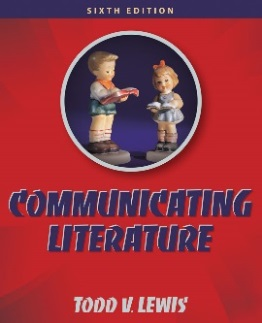 SIXTH EDITION
COMMUNICATING
LITERATURE
TODD V. LEWIS